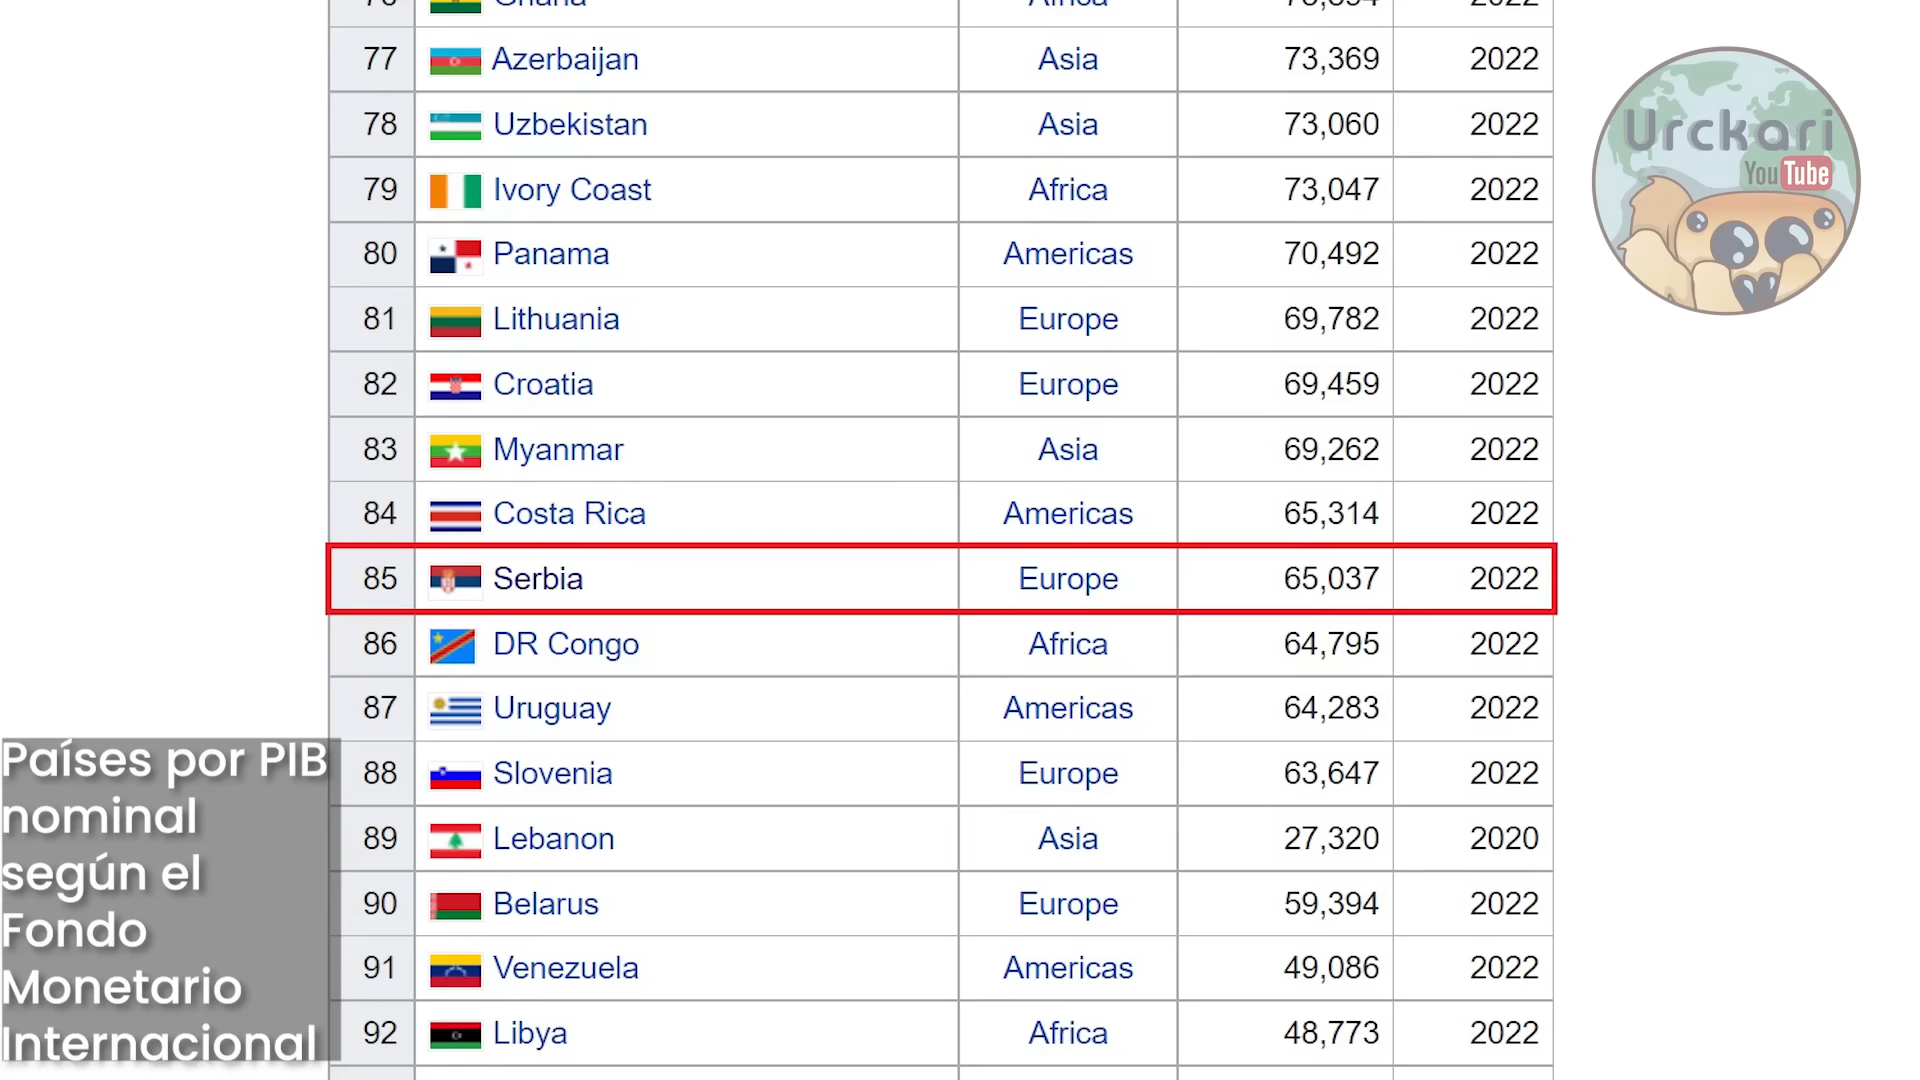 Ghana Africa 2022
77 Azerbaijan Asia 73,369 2022
78 Uzbekistan Asia 73,060 2022
79 Ivory Coast Africa 73,047 2022
80 Panama Americas 70,492 2022
81 Lithuania Europe 69,782 2022
82 Croatia Europe 69,459 2022
83 Myanmar Asia 69,262 2022
84 Costa Rica Americas 65,314 2022
85 Serbia Europe 65,037 2022
86 DR Congo Africa 64,795 2022
87 Uruguay Americas 64,283 2022
88 Slovenia Europe 63,647 2022
89 Lebanon Asia 27,320 2020
90 Belarus Europe 59,394 2022
91 Venezuela Americas 49,086 2022
92 Libya Africa 48,773 2022
Urckari
YouTube
Países por PIB
nominal
según el
Fondo
Monetario
Internacional